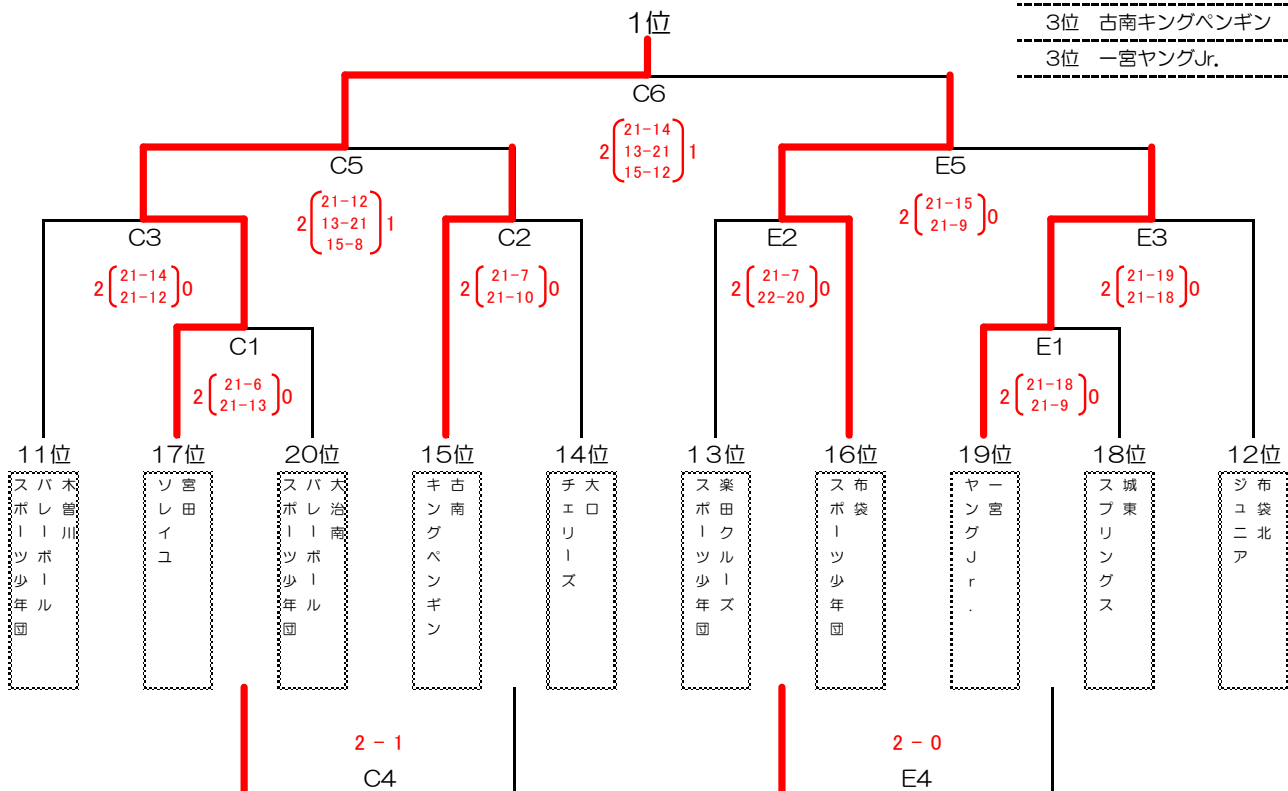 1位
3位 古南キングペンギン
3位 一宮ヤングJr.
C6
2 21-14 1
13-21
15-12
C5
2 21-12 1
13-21
15-8
E5
2 21-15 0
21-9
C3
2 21-14 0
21-12
C2
2 21-7 0
21-10
E2
2 21-7 0
22-20
E3
2 21-19 0
21-18
C1
2 21-6 0
21-13
E1
2 21-18 0
21-9
11位 17位 20位 15位 14位 13位 16位 19位 18位 12位
木曽川
バレーボール
スポーツ少年団
宮田
ソレイユ
大治南
バレーボール
スポーツ少年団
古南
キングペンギン
大口
チェリーズ
楽田クルーズ
スポーツ少年団
布袋
スポーツ少年団
一宮
ヤングJr.
城東
スプリングス
布袋北
ジュニア
2 - 1
C4
2 - 0
E4